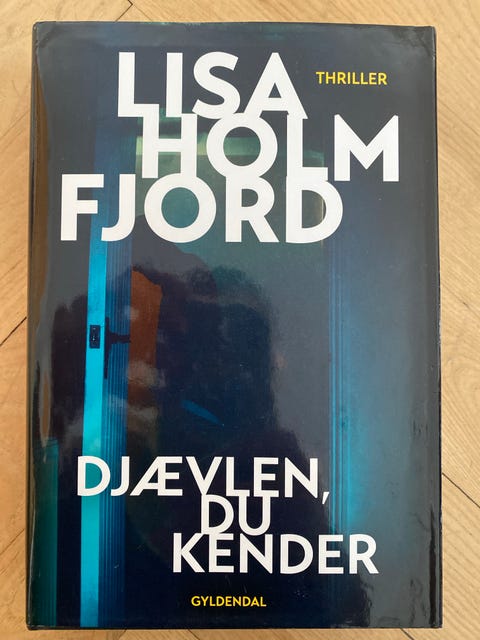 LISA
THRILLER
HOLM
FJORD
DJÆVLEN,
DU
KENDER
GYLDENDAL